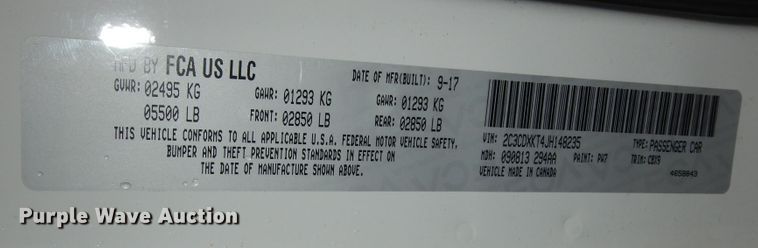 MFD BY FCA US LLC
DATE OF MFR(BUILT): 9-17
GVWR: 02495 KG
GAWR: 01293 KG
GAWR: 01293 KG
05500 LB
FRONT: 02850 LB
REAR: 02850 LB
THIS VEHICLE CONFORMS TO ALL APPLICABLE U.S.A. FEDERAL MOTOR VEHICLE SAFETY,
BUMPER AND THEFT PREVENTION STANDARDS IN EFFECT ON
THE DATE OF MANUFACTURE SHOWN ABOVE.
VIN: 2C3CDXKT4JH148235
TYPE: PASSENGER CAR
MDH: 090813 294AA
PAINT: PW7
TRIM: CBX9
VEHICLE MADE IN CANADA
4658843
Purple Wave Auction